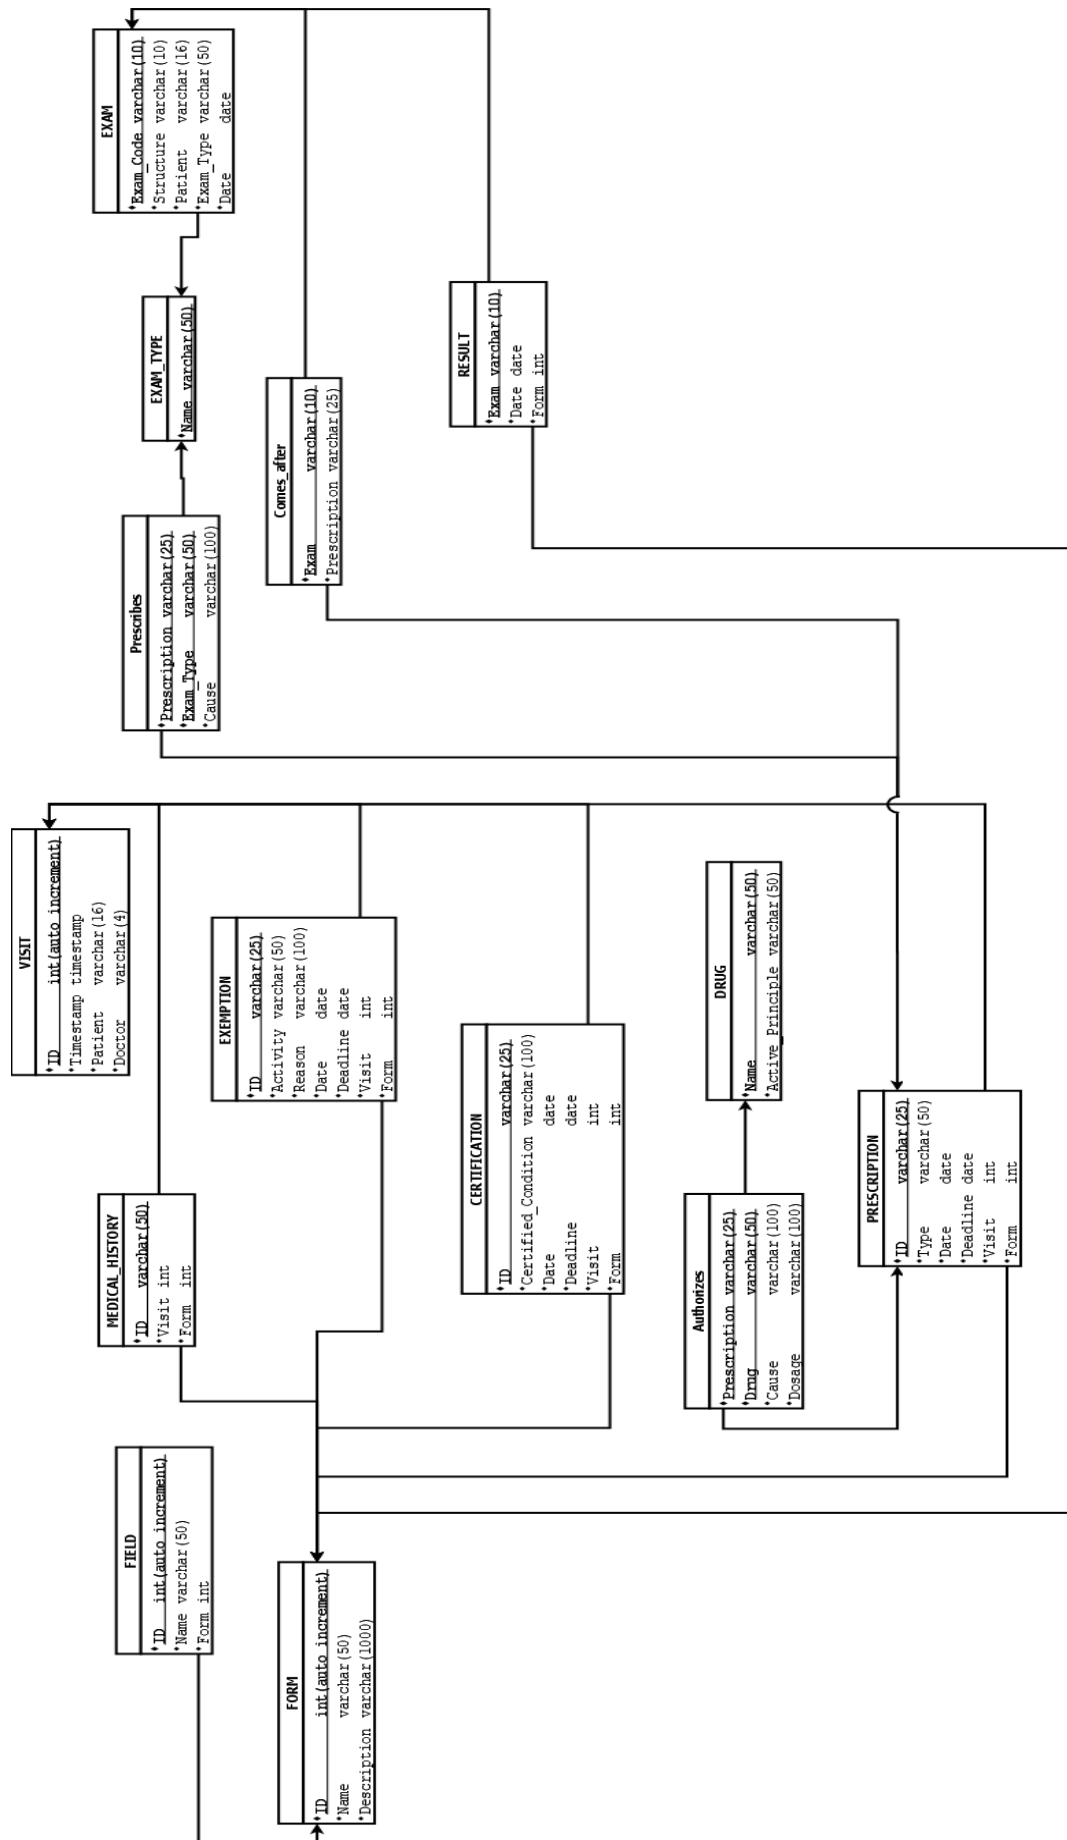 FIELD
*ID   int(auto increment)
*Name varchar(50)
*Form int
FORM
*ID          int(auto increment)
*Name        varchar(50)
*Description varchar(1000)
MEDICAL_HISTORY
*ID    varchar(50)
*Visit int
*Form  int
VISIT
*ID        int(auto increment)
*Timestamp timestamp
*Patient   varchar(16)
*Doctor    varchar(4)
EXEMPTION
*ID       varchar(25)
*Activity varchar(50)
*Reason   varchar(100)
*Date     date
*Deadline date
*Visit    int
*Form     int
CERTIFICATION
*ID                  varchar(25)
*Certified_Condition varchar(100)
*Date                date
*Deadline            date
*Visit               int
*Form                int
Authorizes
*Prescription varchar(25)
*Drug         varchar(50)
*Cause        varchar(100)
*Dosage       varchar(100)
DRUG
*Name             varchar(50)
*Active_Principle varchar(50)
PRESCRIPTION
*ID       varchar(25)
*Type     varchar(50)
*Date     date
*Deadline date
*Visit    int
*Form     int
Prescribes
*Prescription varchar(25)
*Exam_Type    varchar(50)
*Cause        varchar(100)
EXAM_TYPE
*Name varchar(50)
EXAM
*Exam_Code varchar(10)
*Structure varchar(10)
*Patient   varchar(16)
*Exam_Type varchar(50)
*Date      date
Comes_after
*Exam         varchar(10)
*Prescription varchar(25)
RESULT
*Exam varchar(10)
*Date date
*Form int